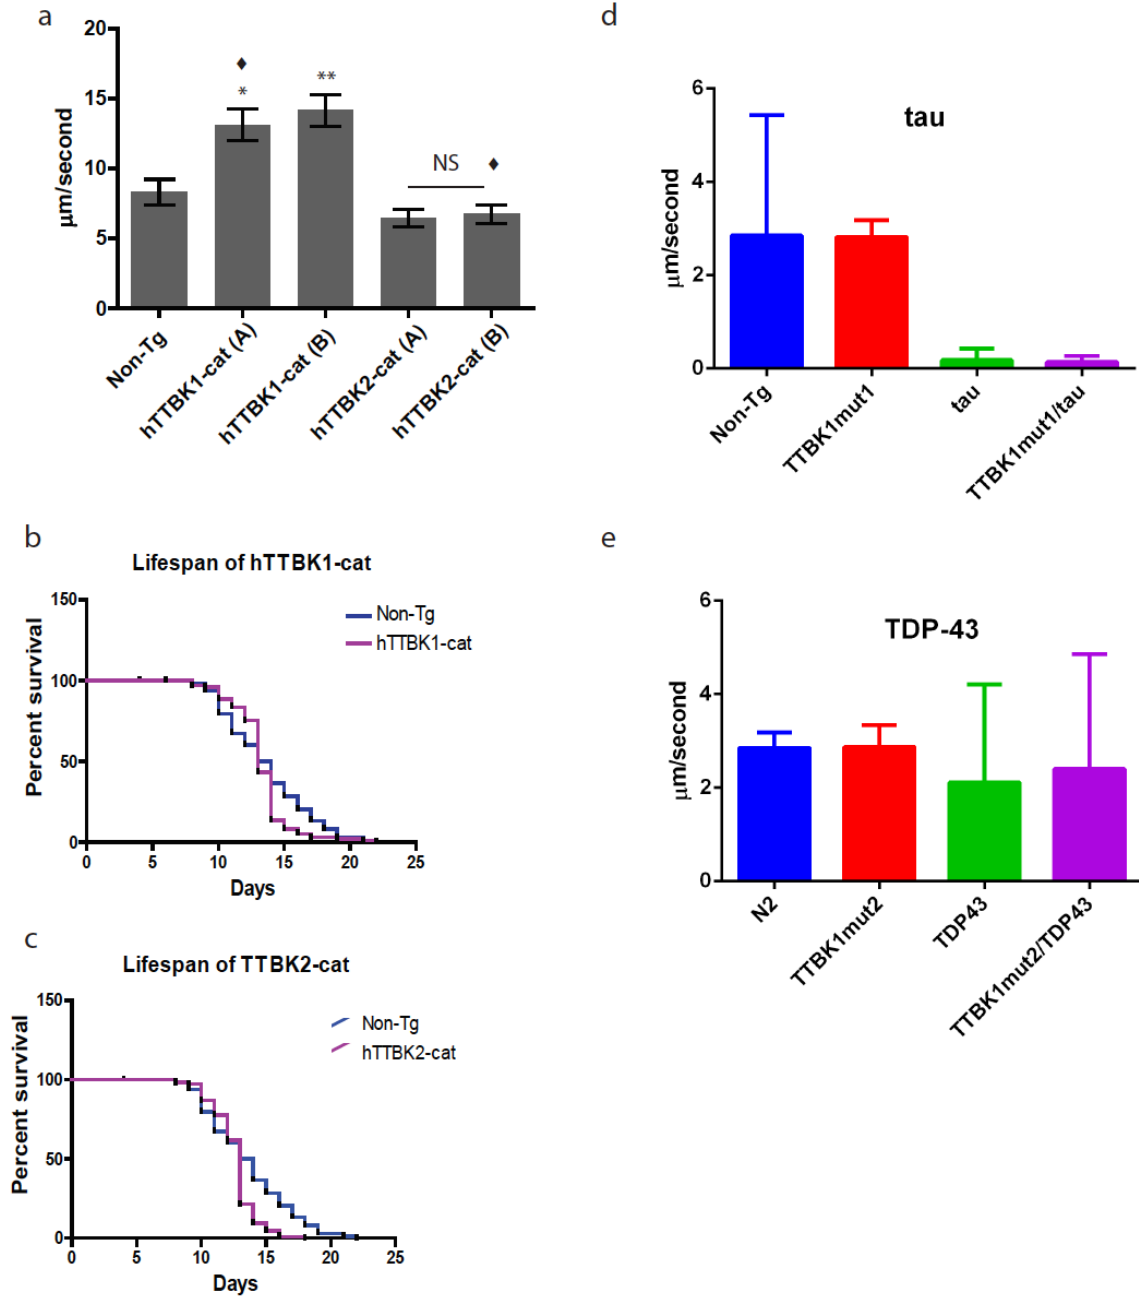 a
20
15
10
5
0
μm/second
♦
*
**
NS
♦
Non-Tg
hTTBK1-cat (A)
hTTBK1-cat (B)
hTTBK2-cat (A)
hTTBK2-cat (B)
b
Lifespan of hTTBK1-cat
150
100
50
0
Percent survival
Non-Tg
hTTBK1-cat
0 5 10 15 20 25
Days
c
Lifespan of TTBK2-cat
150
100
50
0
Percent survival
Non-Tg
hTTBK2-cat
0 5 10 15 20 25
Days
d
tau
6
4
2
0
μm/second
Non-Tg
TTBK1mut1
tau
TTBK1mut1/tau
e
TDP-43
6
4
2
0
μm/second
N2
TTBK1mut2
TDP43
TTBK1mut2/TDP43